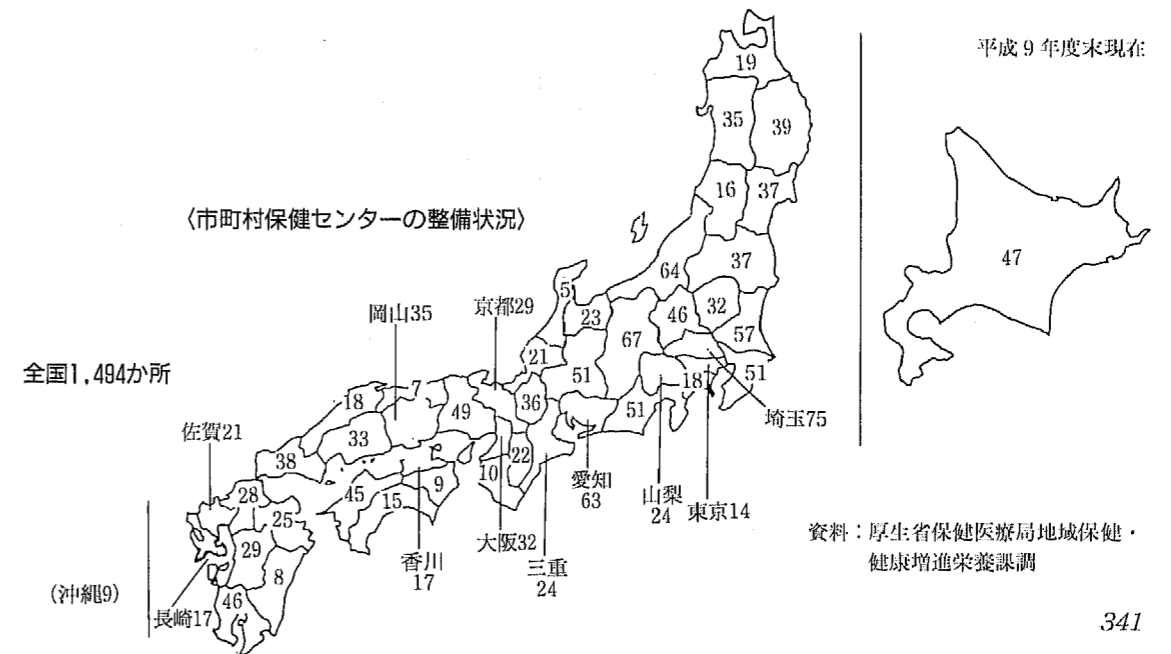 平成9年度末現在
19
35
39
16
37
〈市町村保健センターの整備状況〉
64
37
47
5
23
46
32
岡山35
京都29
67
57
全国1,494か所
21
51
18
51
7
36
51
埼玉75
18
49
佐賀21
33
22
愛知
63
山梨
24
東京14
38
10
9
45
15
28
25
大阪32
資料：厚生省保健医療局地域保健・
健康増進栄養課調
29
香川
17
三重
24
8
(沖縄9)
46
長崎17
341